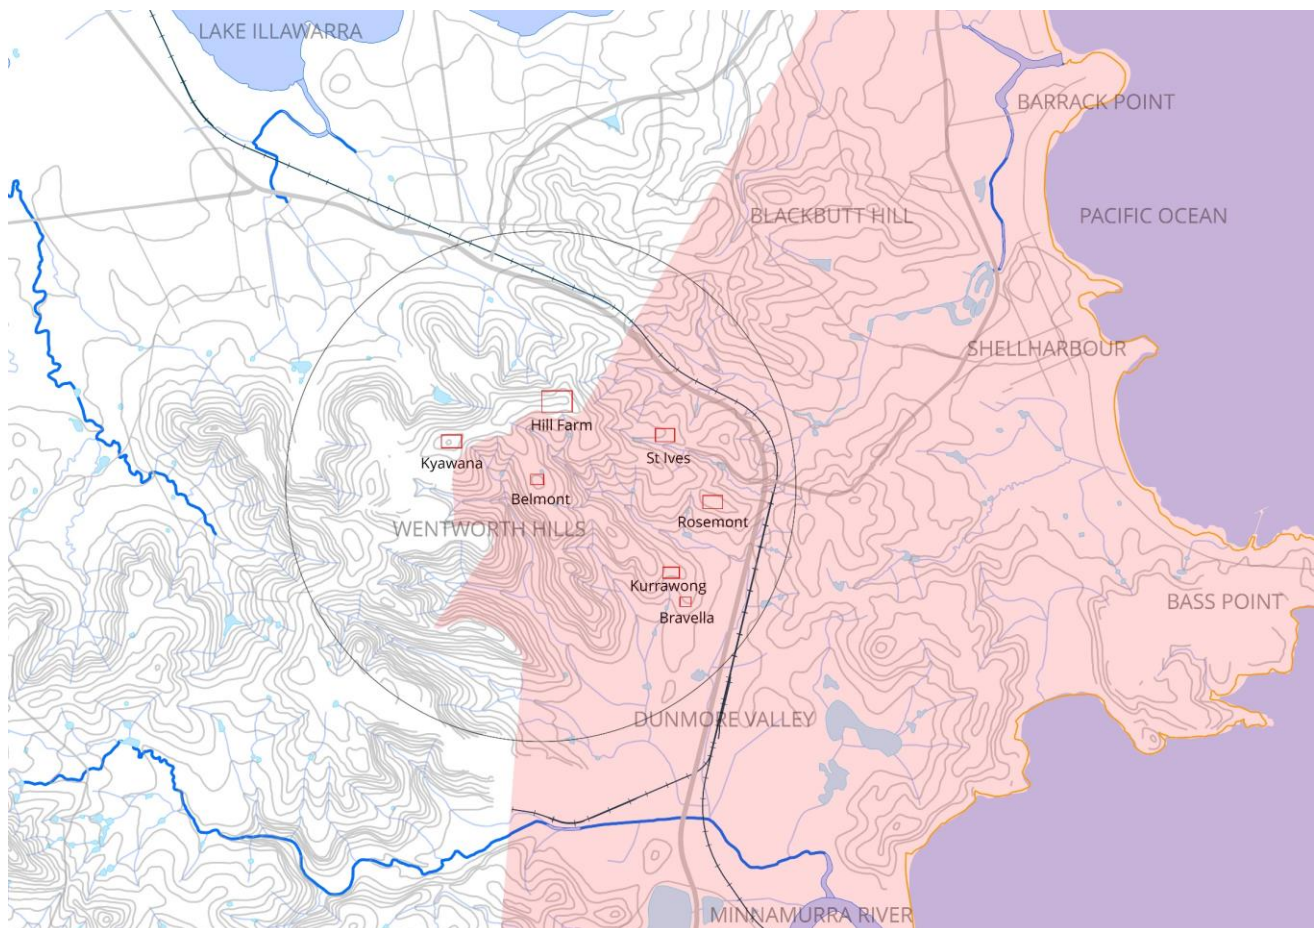 LAKE ILLAWARRA
BARRACK POINT
BLACKBUTT HILL
PACIFIC OCEAN
SHELLHARBOUR
Hill Farm
St Ives
Kyawana
Belmont
Rosemont
WENTWORTH HILLS
Kurrawong
BASS POINT
Bravella
DUNMORE VALLEY
MINNAMURRA RIVER